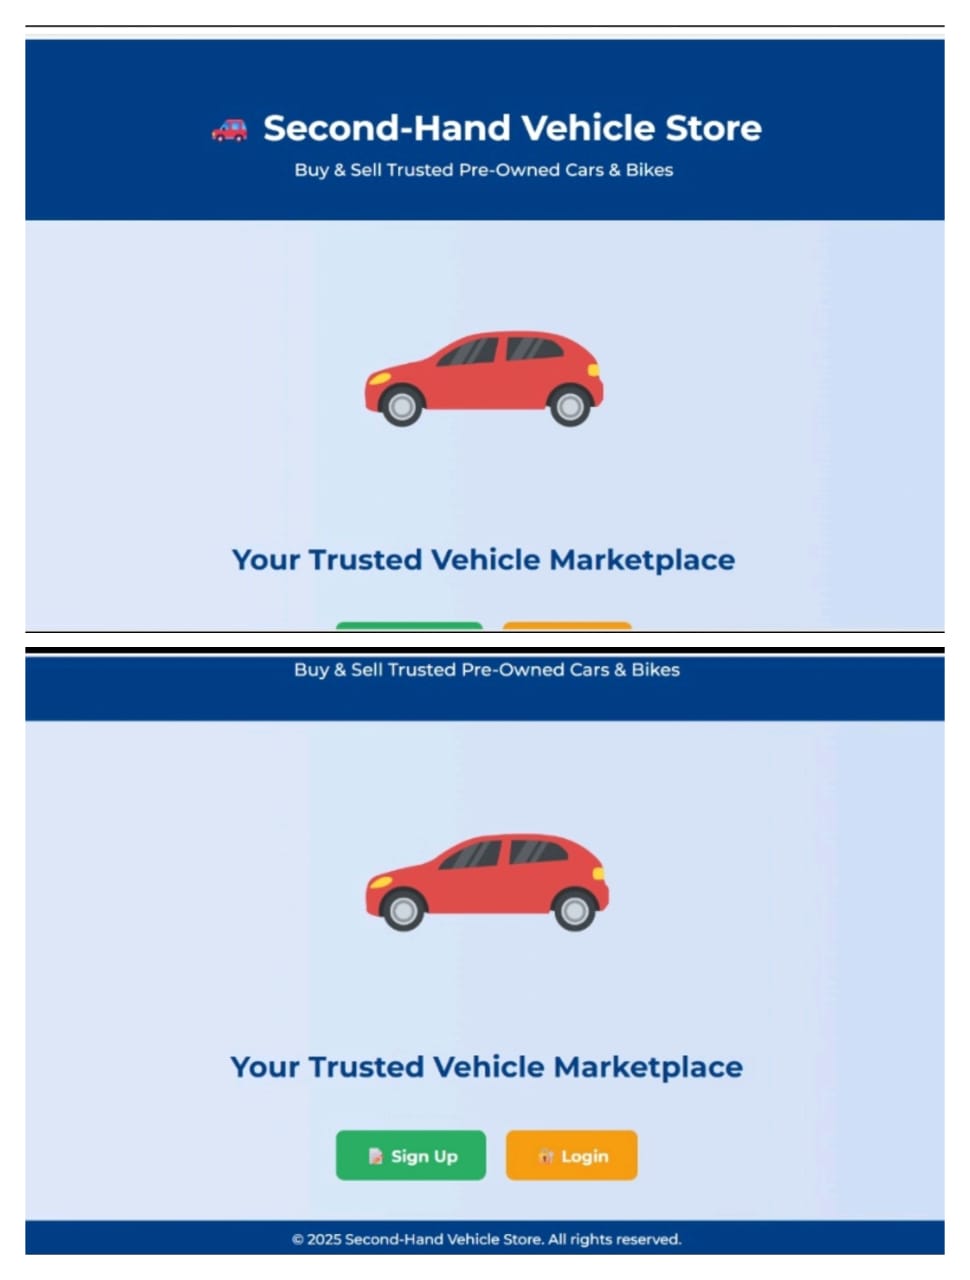 Second-Hand Vehicle Store
Buy & Sell Trusted Pre-Owned Cars & Bikes
Your Trusted Vehicle Marketplace
Buy & Sell Trusted Pre-Owned Cars & Bikes
Your Trusted Vehicle Marketplace
Sign Up
Login
© 2025 Second-Hand Vehicle Store. All rights reserved.